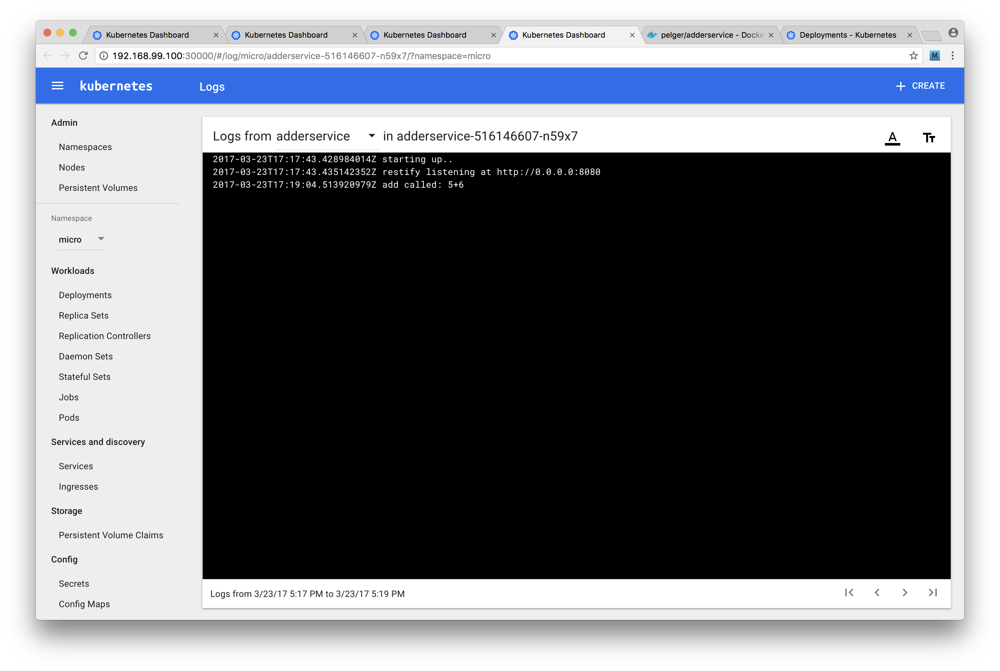 Kubernetes Dashboard
Kubernetes Dashboard
Kubernetes Dashboard
Kubernetes Dashboard
pelger/adderservice - Docke
Deployments - Kubernetes
192.168.99.100:30000/#/log/micro/adderservice-516146607-n59x7/?namespace=micro
M
kubernetes
Logs
CREATE
Admin
Namespaces
Nodes
Persistent Volumes
Namespace
micro
Workloads
Deployments
Replica Sets
Replication Controllers
Daemon Sets
Stateful Sets
Jobs
Pods
Services and discovery
Services
Ingresses
Storage
Persistent Volume Claims
Config
Secrets
Config Maps
Logs from adderservice in adderservice-516146607-n59x7
A
TT
2017-03-23T17:17:43.428984014Z starting up..
2017-03-23T17:17:43.435142352Z restify listening at http://0.0.0.0:8080
2017-03-23T17:19:04.513920979Z add called: 5+6
Logs from 3/23/17 5:17 PM to 3/23/17 5:19 PM